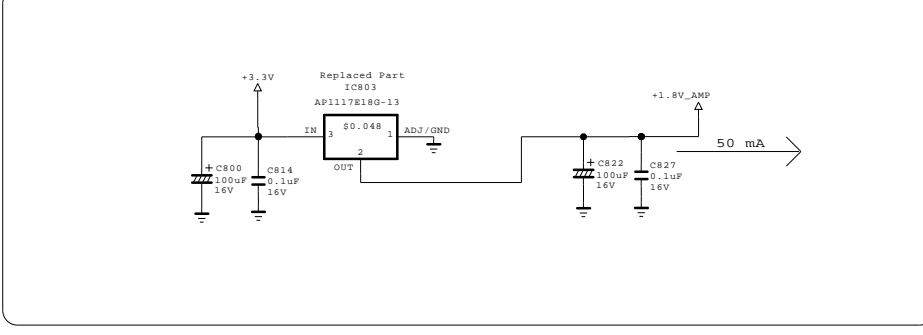 +3.3V
Replaced Part
IC803
AP1117E18G-13
IN
3
$0.048
1
ADJ/GND
2
OUT
+
C800
100uF
16V
C814
0.1uF
16V
+1.8V_AMP
50 mA
+
C822
100uF
16V
C827
0.1uF
16V